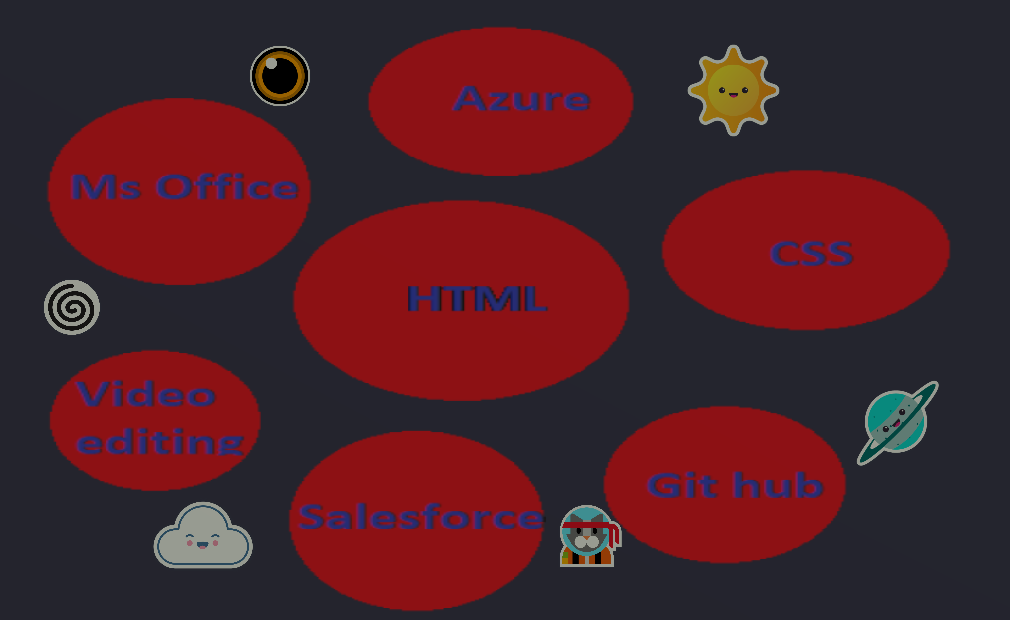 Azure
Ms Office
CSS
HTML
Video
editing
Git hub
Salesforce